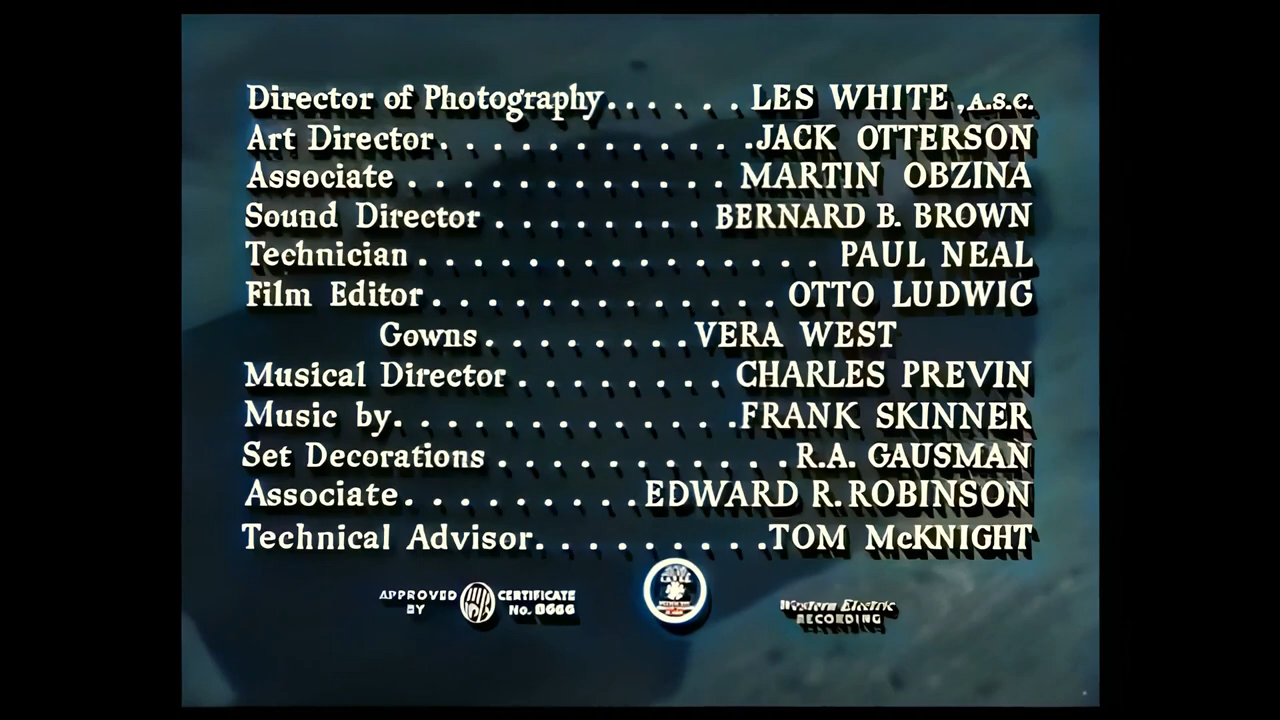 Director of Photography...... LES WHITE, A.S.C.
Art Director.............JACK OTTERSON
Associate............. MARTIN OBZINA
Sound Director......... BERNARD B. BROWN
Technician............... PAUL NEAL
Film Editor............. OTTO LUDWIG
Gowns........VERA WEST
Musical Director........ CHARLES PREVIN
Music by.............FRANK SKINNER
Set Decorations...........R.A. GAUSMAN
Associate.........EDWARD R. ROBINSON
Technical Advisor.........TOM McKNIGHT
APPROVED BY
CERTIFICATE No.
Western Electric
RECORDING